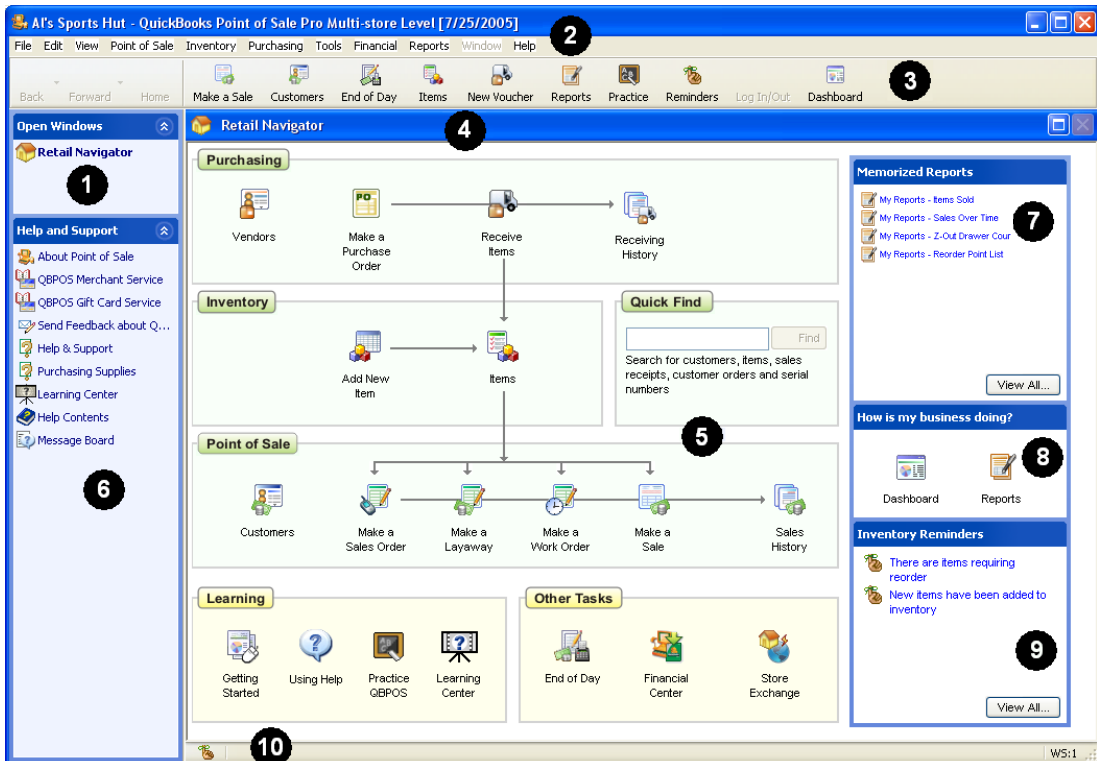 Al's Sports Hut - QuickBooks Point of Sale Pro Multi-store Level [7/25/2005]
File Edit View Point of Sale Inventory Purchasing Tools Financial Reports Window Help
2
Back Forward Home Make a Sale Customers End of Day Items New Voucher Reports Practice Reminders Log In/Out Dashboard
3
Open Windows
Retail Navigator
1
Help and Support
About Point of Sale
QBPOS Merchant Service
QBPOS Gift Card Service
Send Feedback about Q...
Help & Support
Purchasing Supplies
Learning Center
Help Contents
Message Board
6
Retail Navigator
4
Purchasing
PO
Vendors
Make a
Purchase
Order
Receive
Items
Receiving
History
Inventory
Add New
Item
Items
Quick Find
Find
Search for customers, items, sales
receipts, customer orders and serial
numbers
5
Point of Sale
Customers
Make a
Sales Order
Make a
Layaway
Make a
Work Order
Make a
Sale
Sales
History
Learning
Getting
Started
Using Help
Practice
QBPOS
Learning
Center
Other Tasks
End of Day
Financial
Center
Store
Exchange
Memorized Reports
My Reports - Items Sold
My Reports - Sales Over Time
My Reports - Z-Out Drawer Cour
My Reports - Reorder Point List
7
View All...
How is my business doing?
Dashboard
Reports
8
Inventory Reminders
There are items requiring
reorder
New items have been added to
inventory
9
View All...
10
WS:1